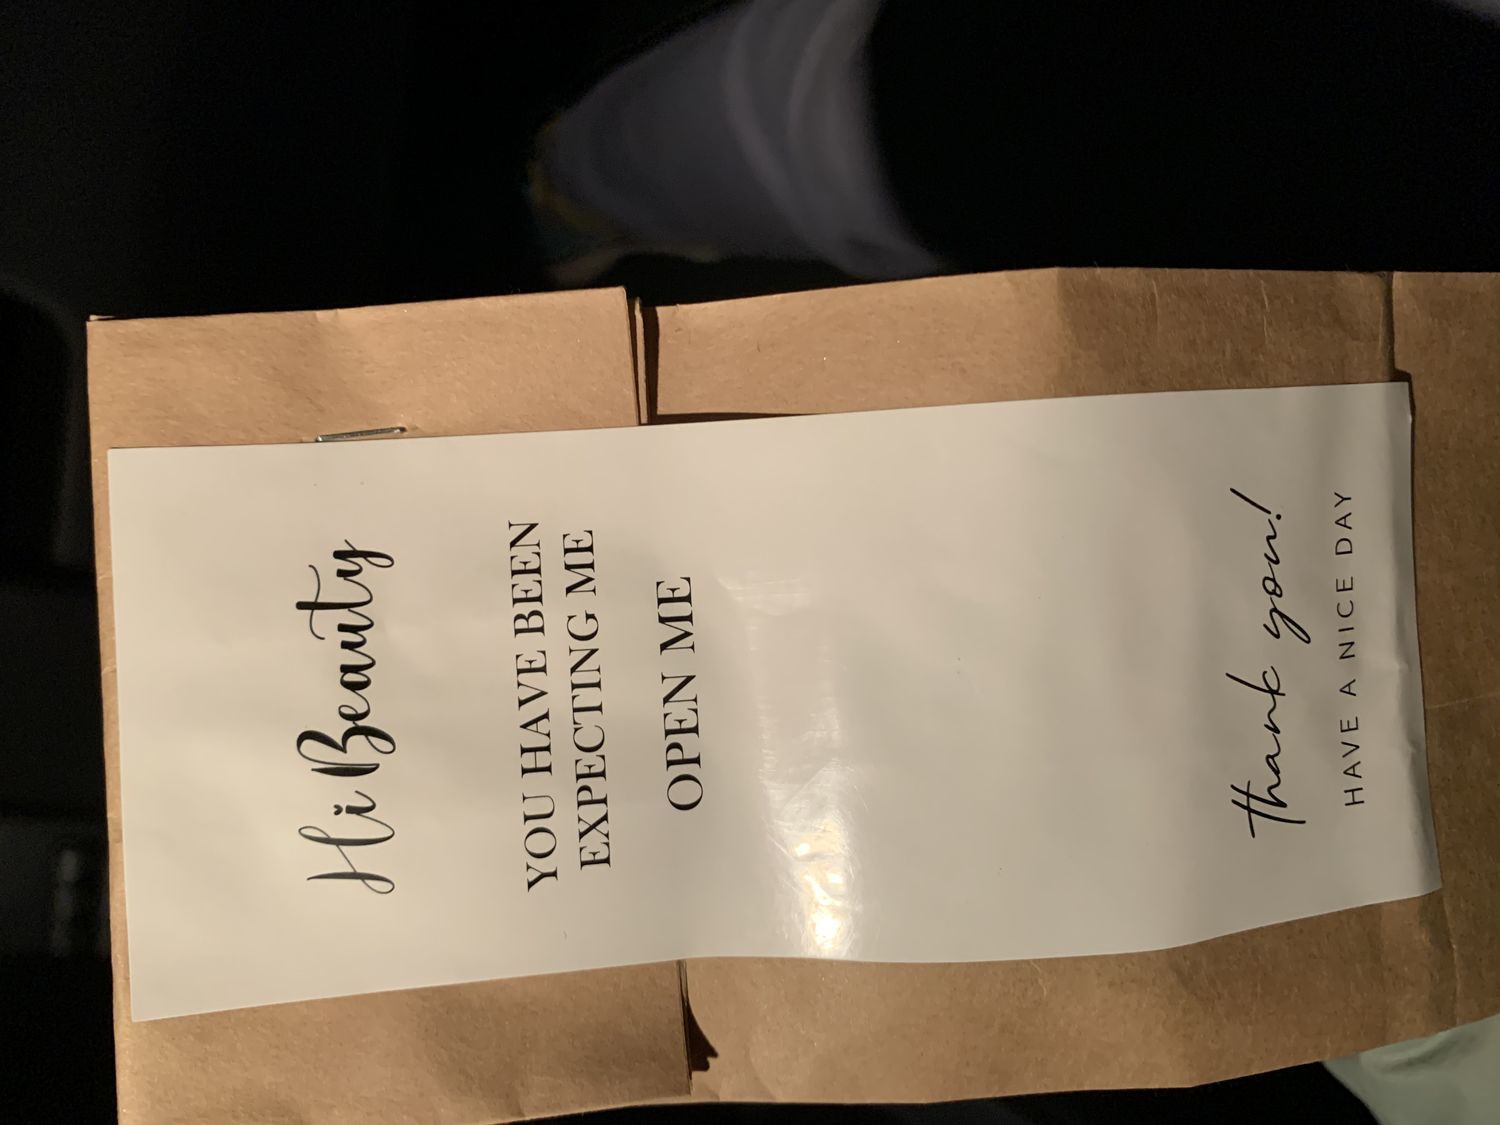 Hi Beauty
YOU HAVE BEEN
EXPECTING ME
OPEN ME
thank you!
HAVE A NICE DAY